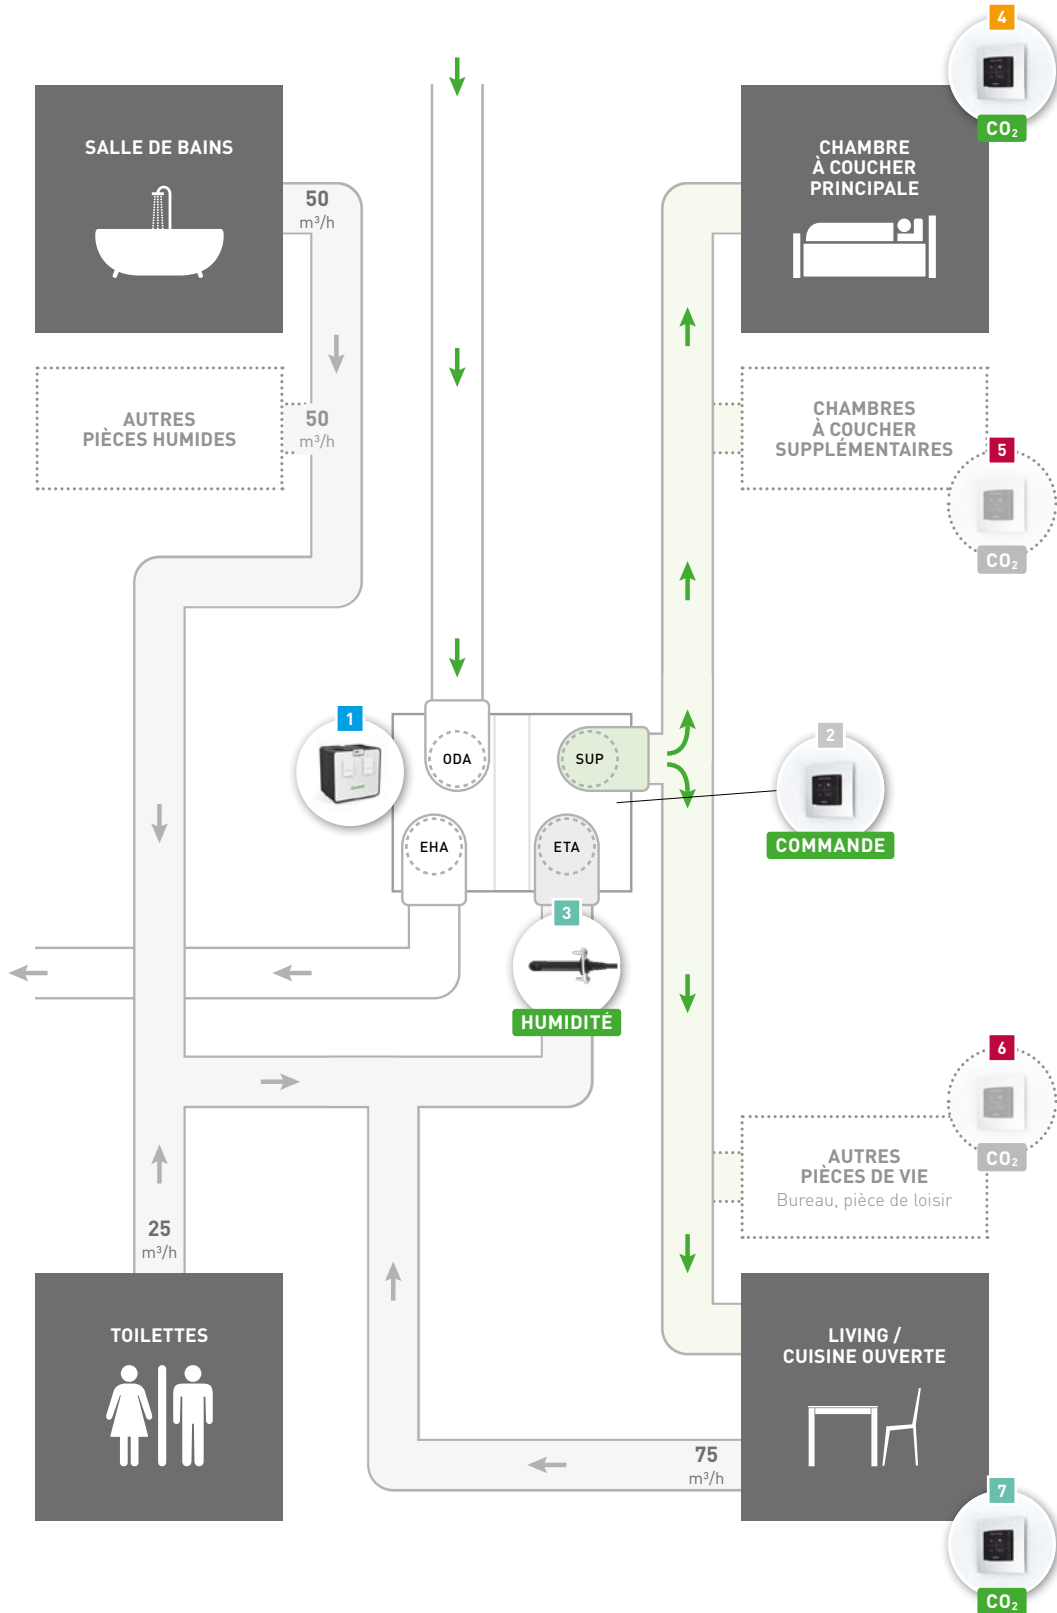 4
CO₂
SALLE DE BAINS
CHAMBRE
À COUCHER
PRINCIPALE
50
m³/h
AUTRES
PIÈCES HUMIDES
50
m³/h
CHAMBRES
À COUCHER
SUPPLÉMENTAIRES
5
CO₂
1
ODA
SUP
2
COMMANDE
EHA
ETA
3
HUMIDITÉ
6
CO₂
AUTRES
PIÈCES DE VIE
Bureau, pièce de loisir
25
m³/h
TOILETTES
LIVING /
CUISINE OUVERTE
75
m³/h
7
CO₂